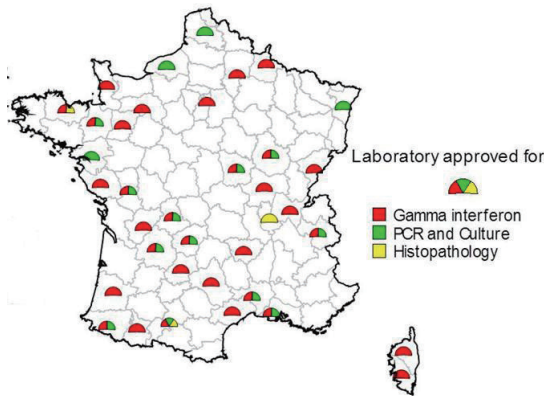 Laboratory approved for
Gamma interferon
PCR and Culture
Histopathology